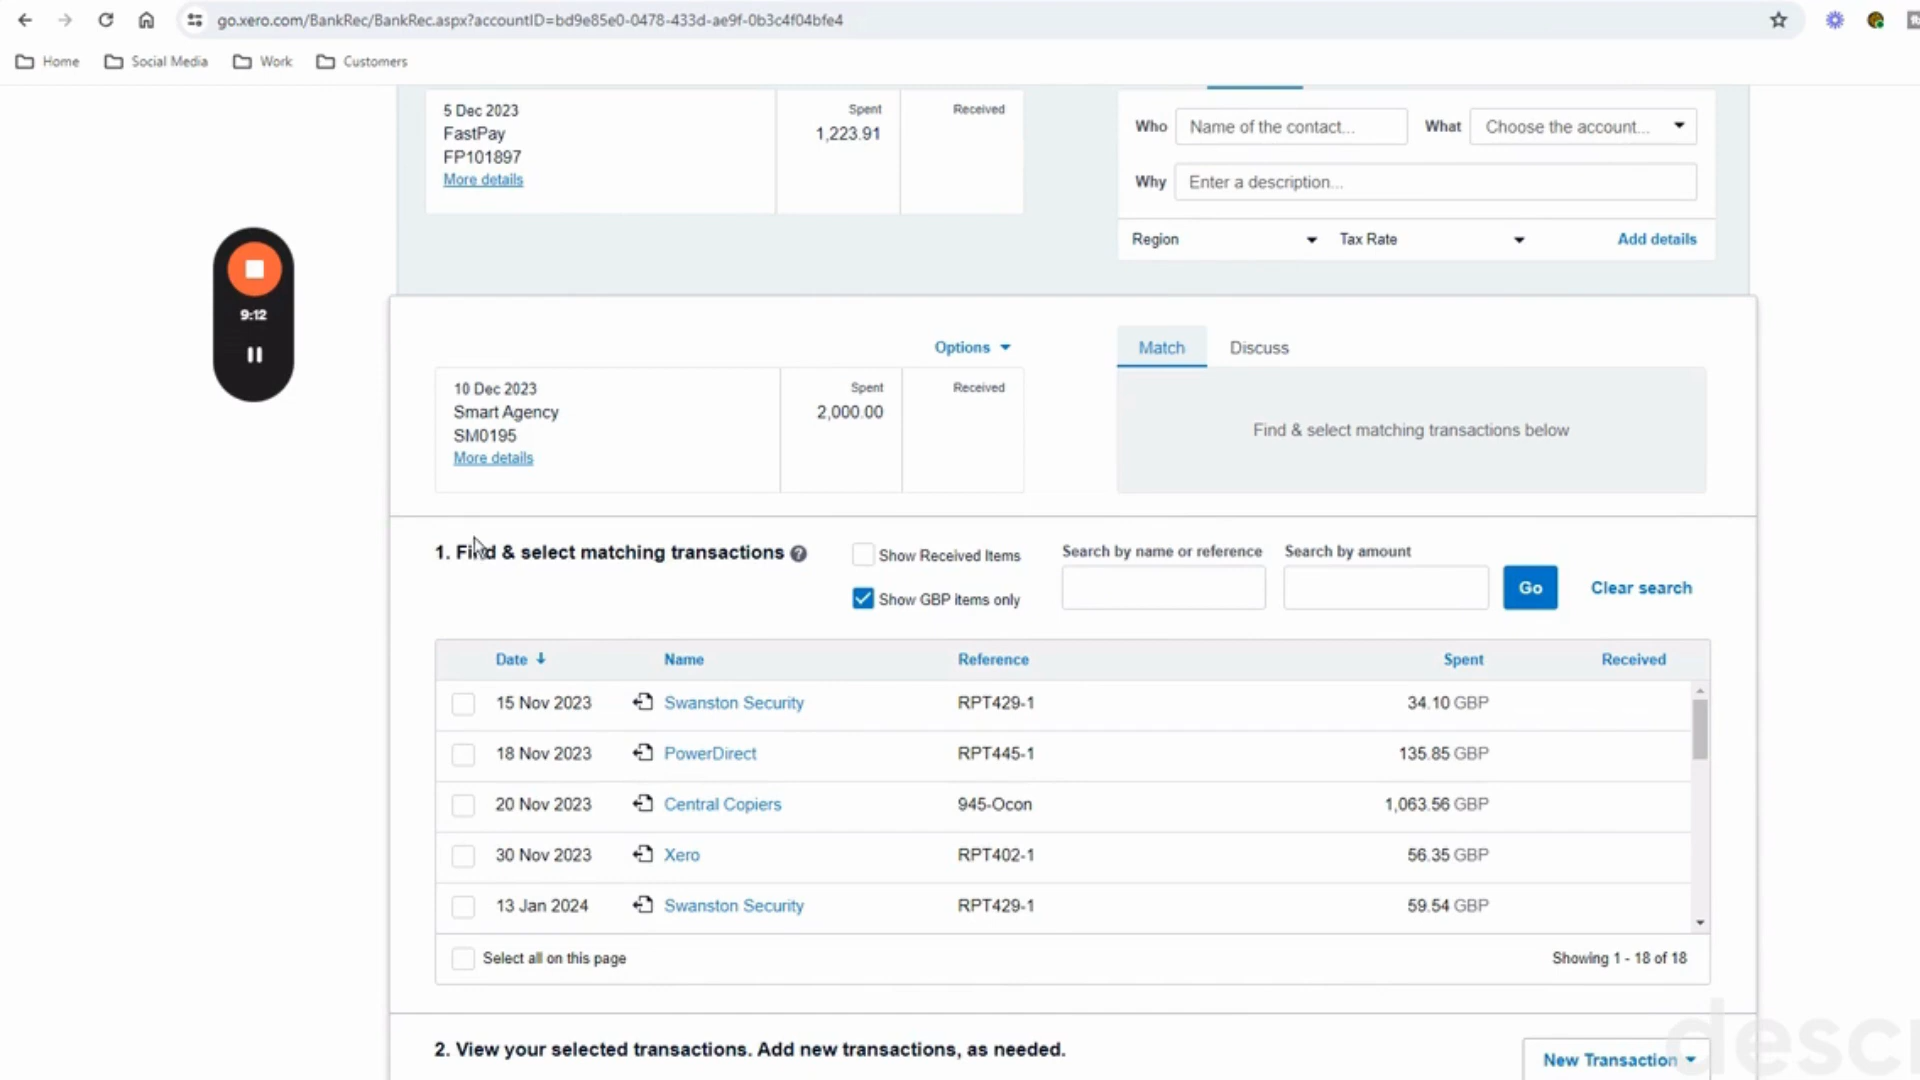 go.xero.com/BankRec/BankRec.aspx?accountID=bd9e85e0-0478-433d-ae9f-0b3c4f04bfe4
Home Social Media Work Customers
5 Dec 2023
FastPay
FP101897
More details
Spent
1,223.91
Received
Who Name of the contact... What Choose the account...
Why Enter a description...
Region Tax Rate Add details
9:12
Options
10 Dec 2023
Smart Agency
SM0195
More details
Spent
2,000.00
Received
Match Discuss
Find & select matching transactions below
1. Find & select matching transactions ?
Show Received Items
Show GBP items only
Search by name or reference Search by amount
Go Clear search
Date Name Reference Spent Received
15 Nov 2023 Swanston Security RPT429-1 34.10 GBP
18 Nov 2023 PowerDirect RPT445-1 135.85 GBP
20 Nov 2023 Central Copiers 945-Ocon 1,063.56 GBP
30 Nov 2023 Xero RPT402-1 56.35 GBP
13 Jan 2024 Swanston Security RPT429-1 59.54 GBP
Select all on this page Showing 1 - 18 of 18
2. View your selected transactions. Add new transactions, as needed.
New Transaction
descr